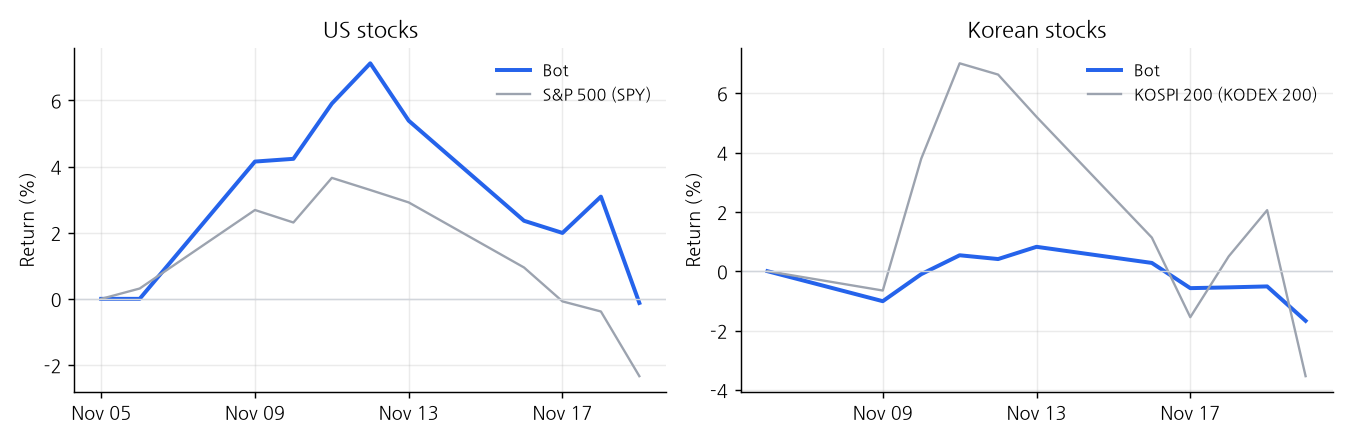 US stocks
Bot
S&P 500 (SPY)
Return (%)
6
4
2
0
-2
Nov 05
Nov 09
Nov 13
Nov 17
Korean stocks
Bot
KOSPI 200 (KODEX 200)
Return (%)
6
4
2
0
-2
-4
Nov 09
Nov 13
Nov 17